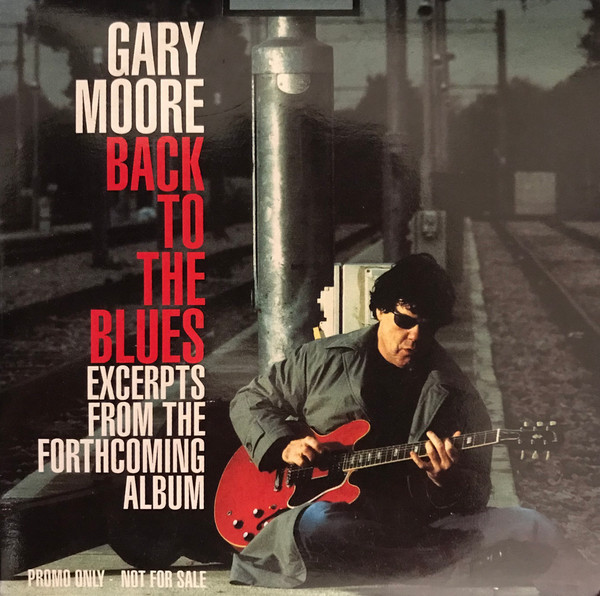 GARY
MOORE
BACK
TO
THE
BLUES
EXCERPTS
FROM THE
FORTHCOMING
ALBUM
PROMO ONLY - NOT FOR SALE